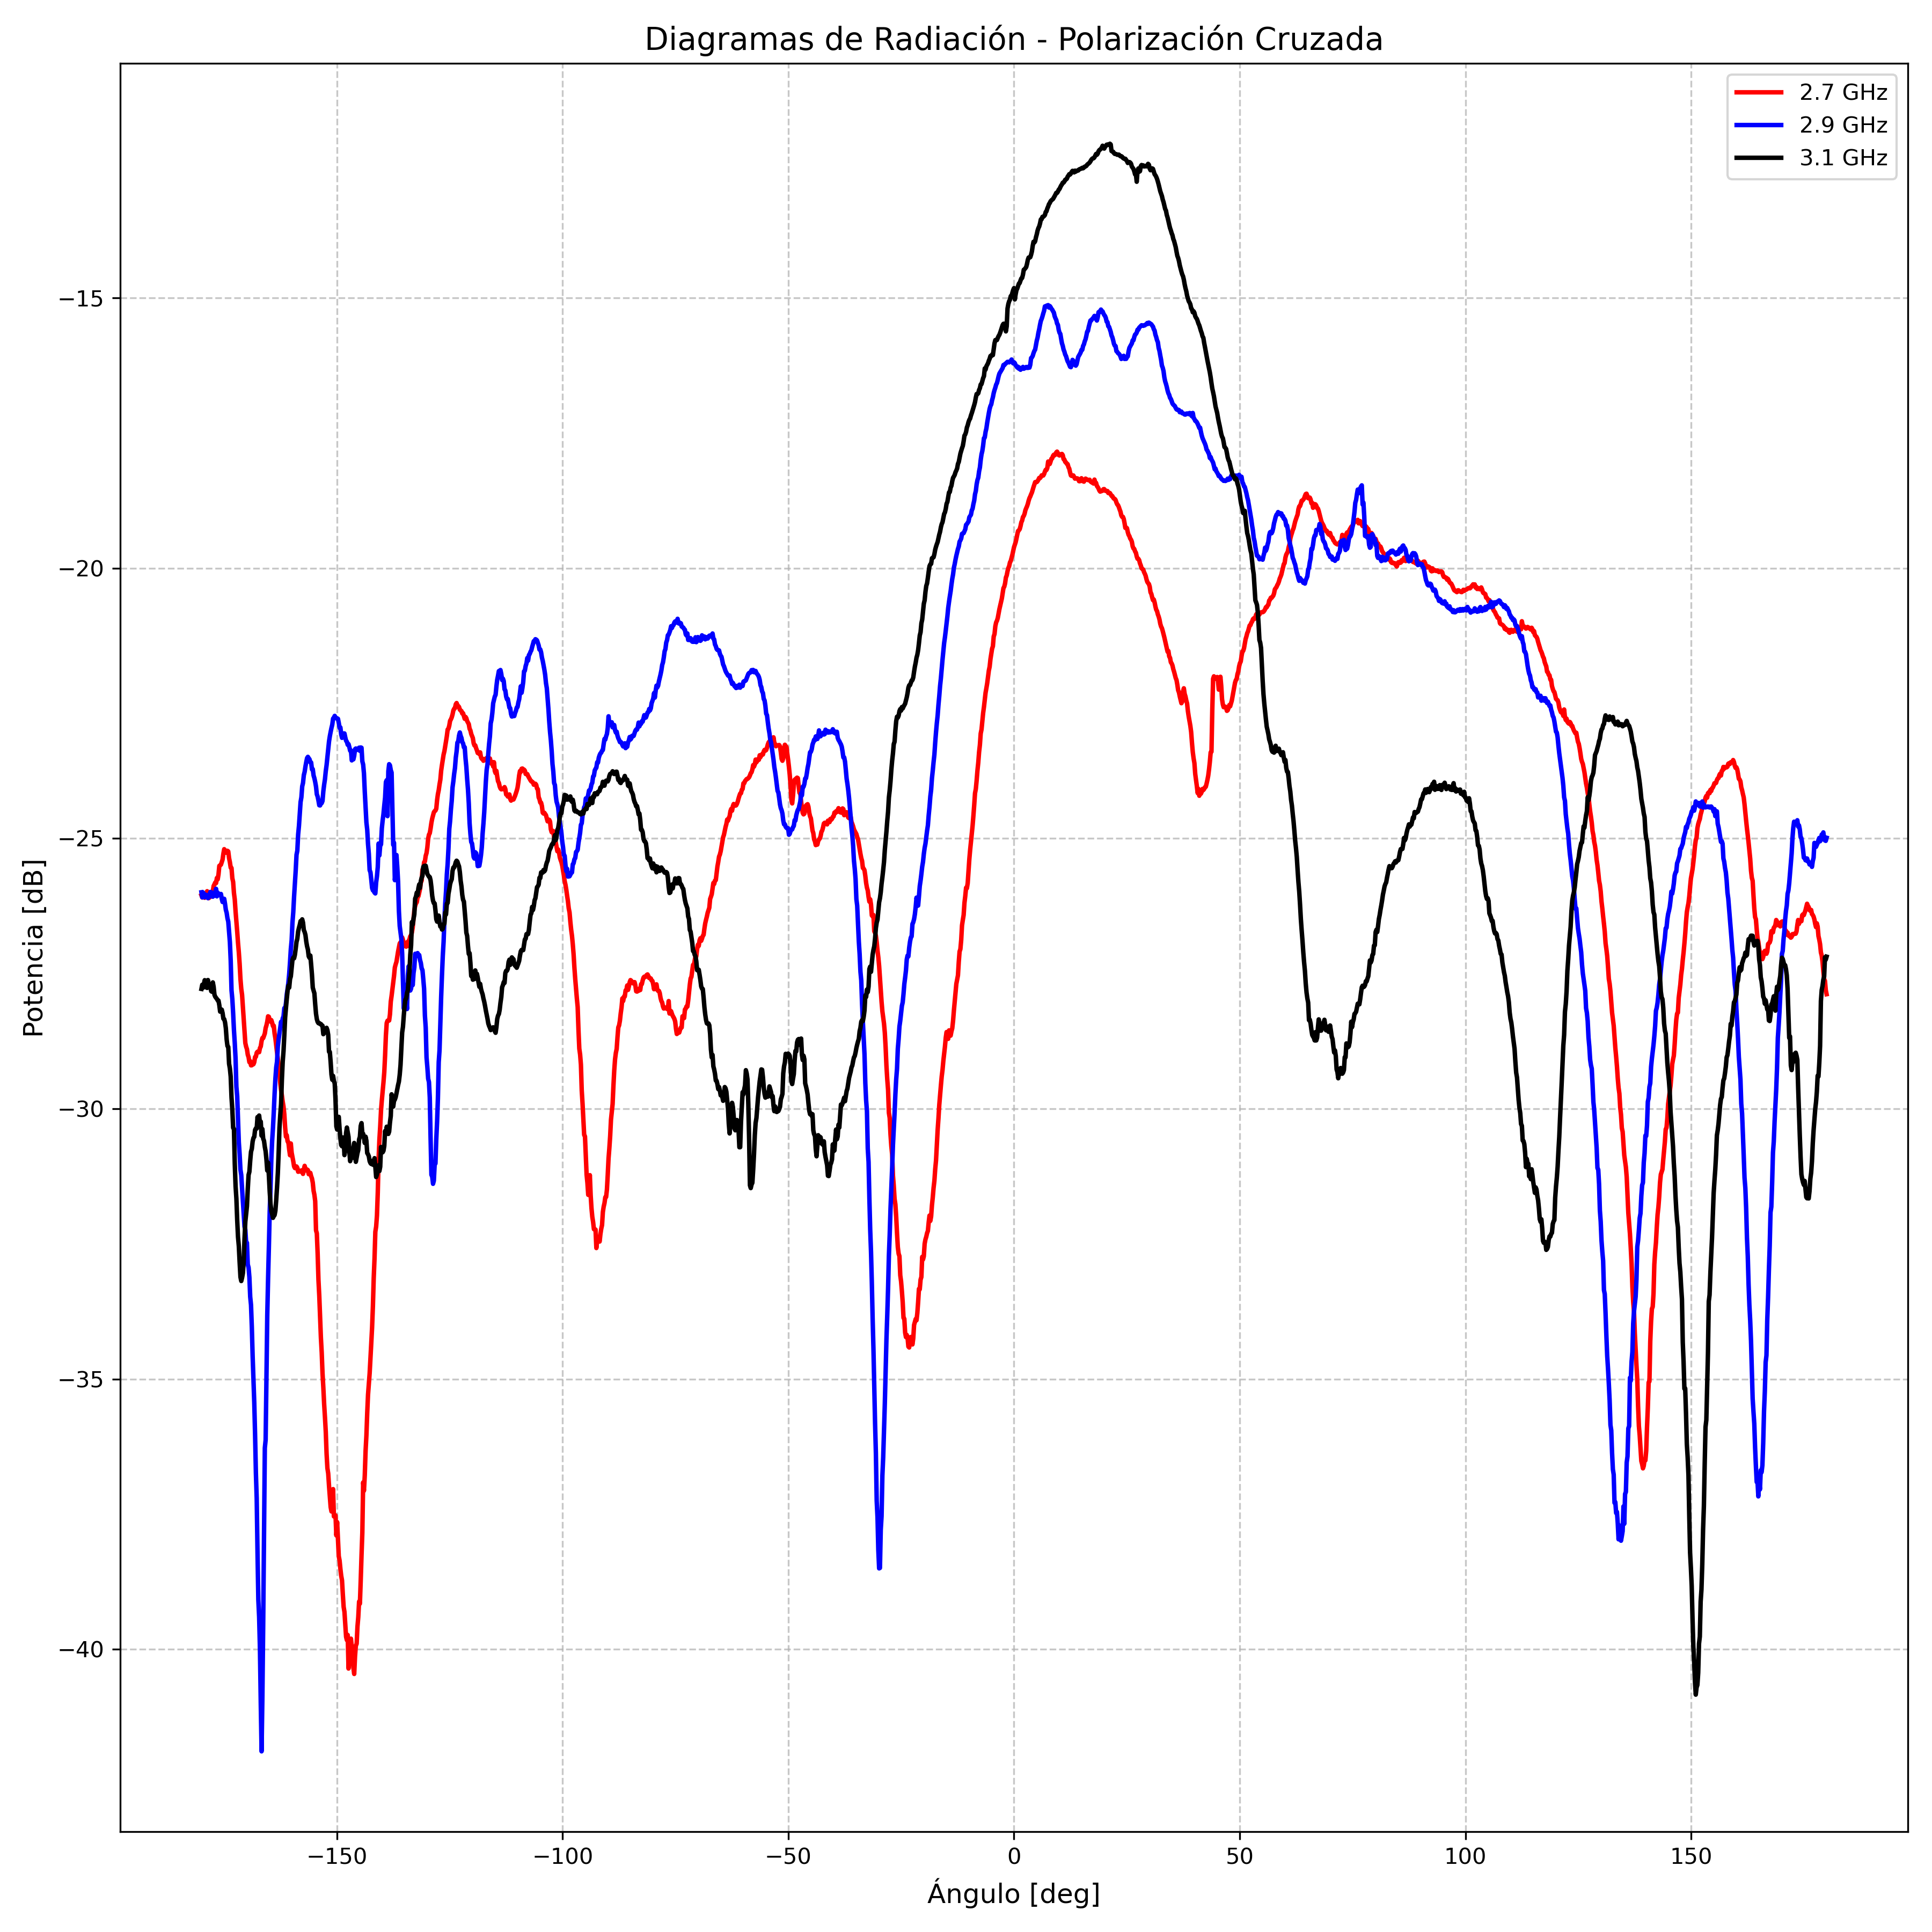 Diagramas de Radiación - Polarización Cruzada
2.7 GHz
2.9 GHz
3.1 GHz
Potencia [dB]
−15
−20
−25
−30
−35
−40
−150
−100
−50
0
50
100
150
Ángulo [deg]